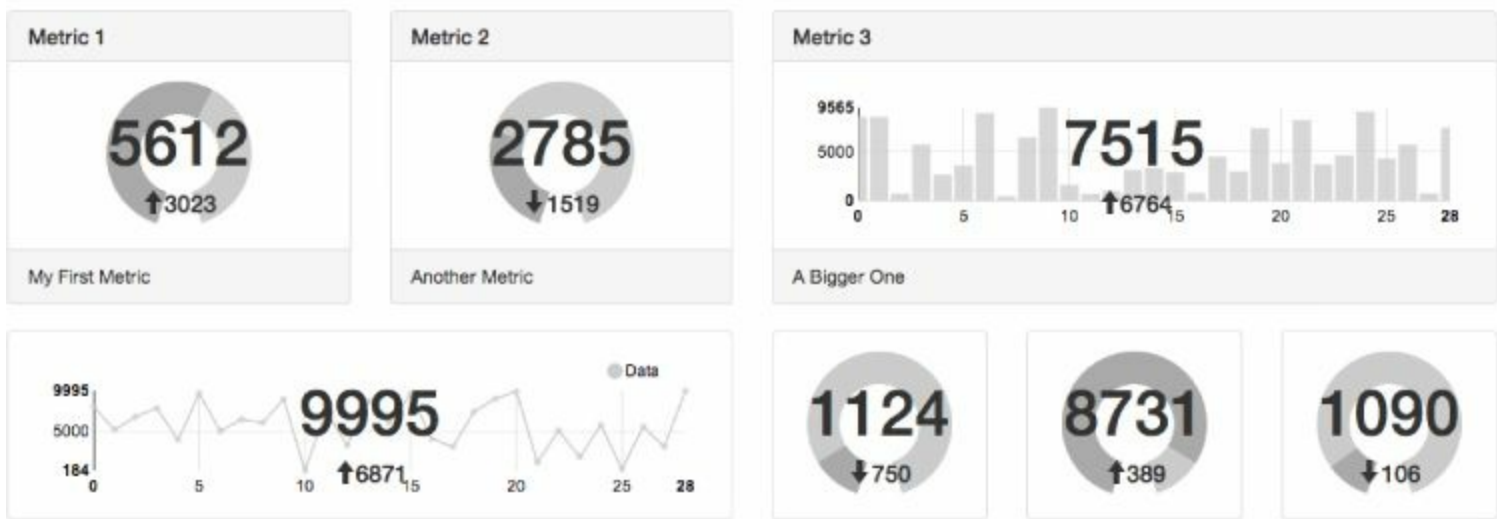 Metric 1
5612
⬆3023
My First Metric
Metric 2
2785
⬇1519
Another Metric
Metric 3
9565
5000
0
7515
⬆6764
0 5 10 15 20 25 28
A Bigger One
Data
9995
5000
184
9995
⬆6871
0 5 10 15 20 25 28
1124
⬇750
8731
⬆389
1090
⬇106